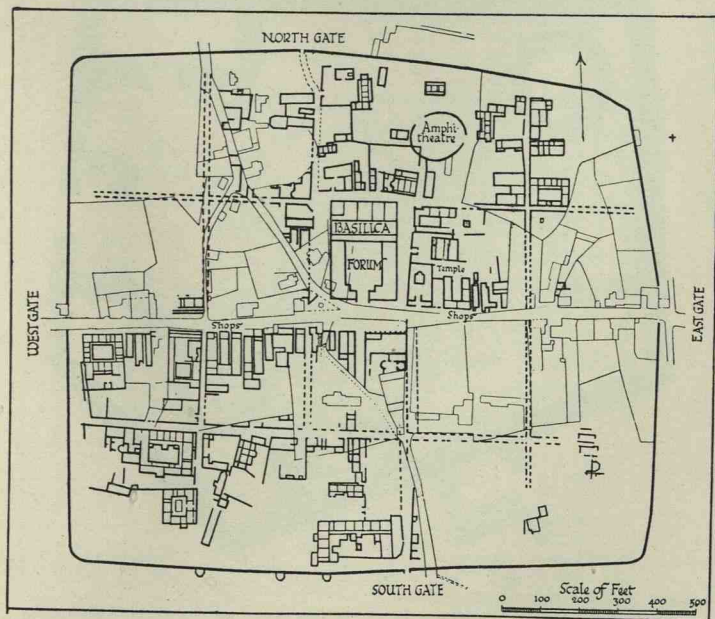 NORTH GATE
Amphi-
theatre
BASILICA
FORUM
Temple
WEST GATE
Shops
Shops
EAST GATE
SOUTH GATE
Scale of Feet
0 100 200 300 400 500